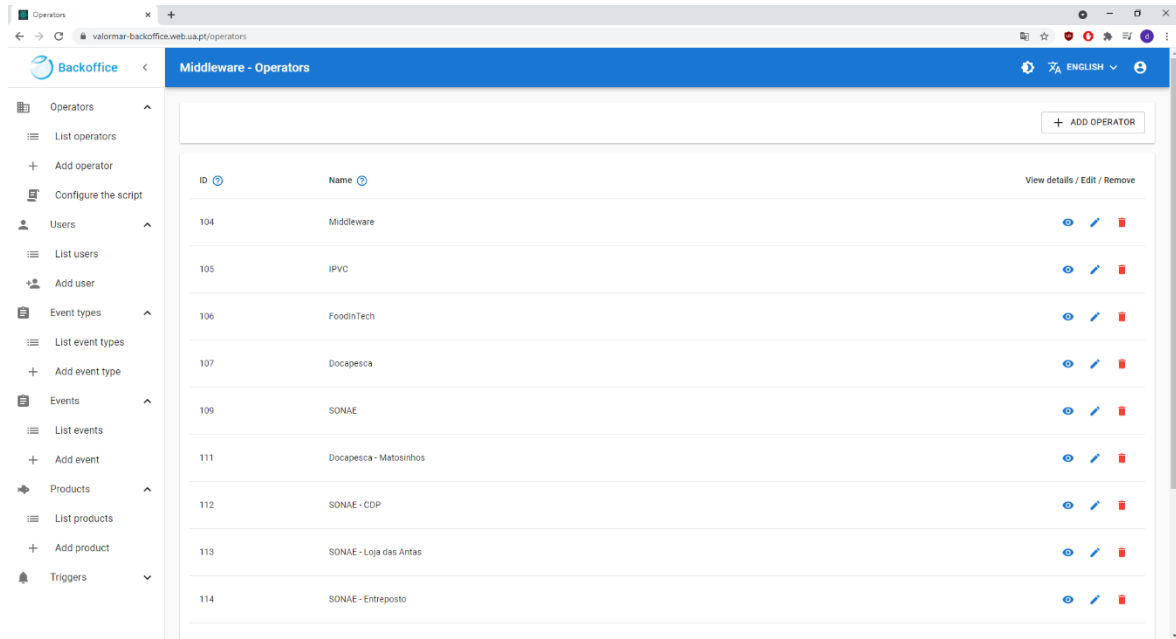 Operators
valormar-backoffice.web.ua.pt/operators
Backoffice
Middleware - Operators
ENGLISH
Operators
List operators
Add operator
Configure the script
Users
List users
Add user
Event types
List event types
Add event type
Events
List events
Add event
Products
List products
Add product
Triggers
+ ADD OPERATOR
ID Name View details / Edit / Remove
104 Middleware
105 IPVC
106 FoodInTech
107 Docapesca
109 SONAE
111 Docapesca - Matosinhos
112 SONAE - CDP
113 SONAE - Loja das Antas
114 SONAE - Entreposto